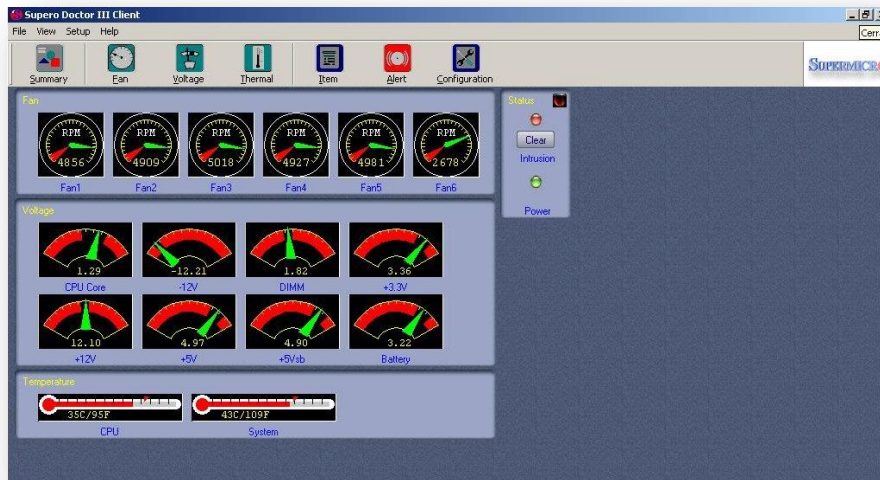 Supero Doctor III Client
File View Setup Help
Cerra
Summary Fan Voltage Thermal Item Alert Configuration
SUPERMICRO
Fan
RPM RPM RPM RPM RPM RPM
4856 4909 5018 4927 4981 2678
Fan1 Fan2 Fan3 Fan4 Fan5 Fan6
Status
Clear
Intrusion
Power
Voltage
1.29 -12.21 1.82 3.36
CPU Core -12V DIMM +3.3V
12.10 4.97 4.90 3.22
+12V +5V +5Vsb Battery
Temperature
35C/95F 43C/109F
CPU System